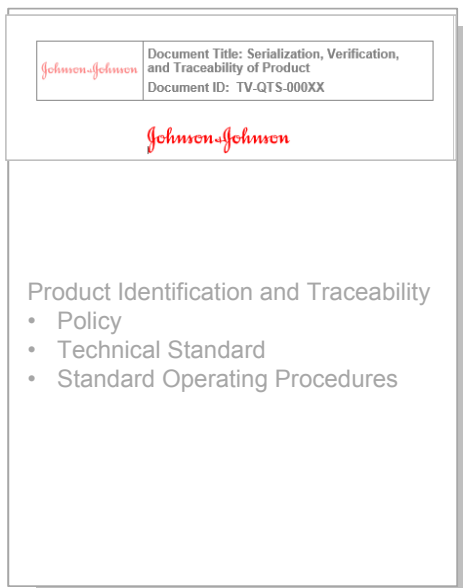 Johnson&Johnson
Document Title: Serialization, Verification,
and Traceability of Product
Document ID: TV-QTS-000XX
Johnson&Johnson
Product Identification and Traceability
• Policy
• Technical Standard
• Standard Operating Procedures